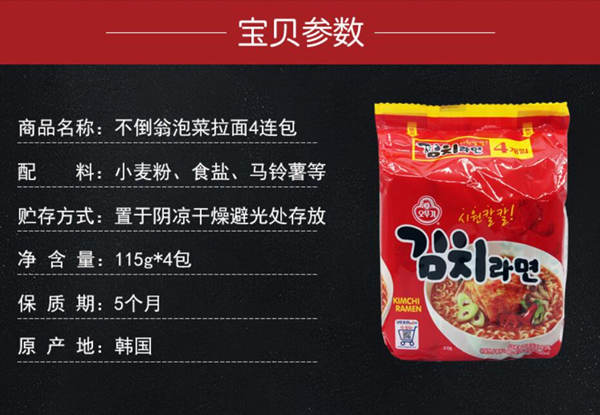 宝贝参数
商品名称：不倒翁泡菜拉面4连包
配 料：小麦粉、食盐、马铃薯等
贮存方式：置于阴凉干燥避光处存放
净 含 量：115g*4包
保 质 期：5个月
原 产 地：韩国
김치라면 4개입
오뚜기
시원칼칼!
김치라면
KIMCHI
RAMEN